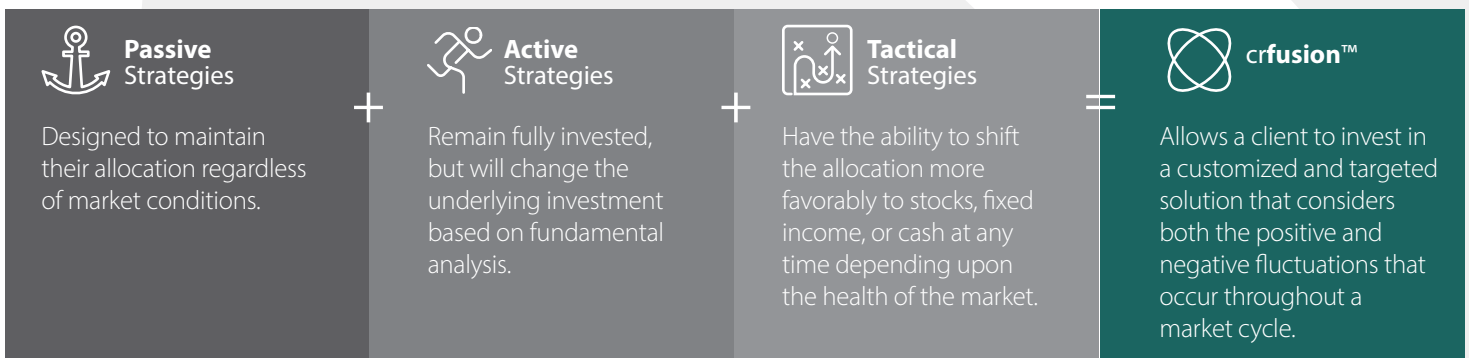 Passive
Strategies
Designed to maintain
their allocation regardless
of market conditions.
+
Active
Strategies
Remain fully invested,
but will change the
underlying investment
based on fundamental
analysis.
+
Tactical
Strategies
Have the ability to shift
the allocation more
favorably to stocks, fixed
income, or cash at any
time depending upon
the health of the market.
=
crfusion™
Allows a client to invest in
a customized and targeted
solution that considers
both the positive and
negative fluctuations that
occur throughout a
market cycle.